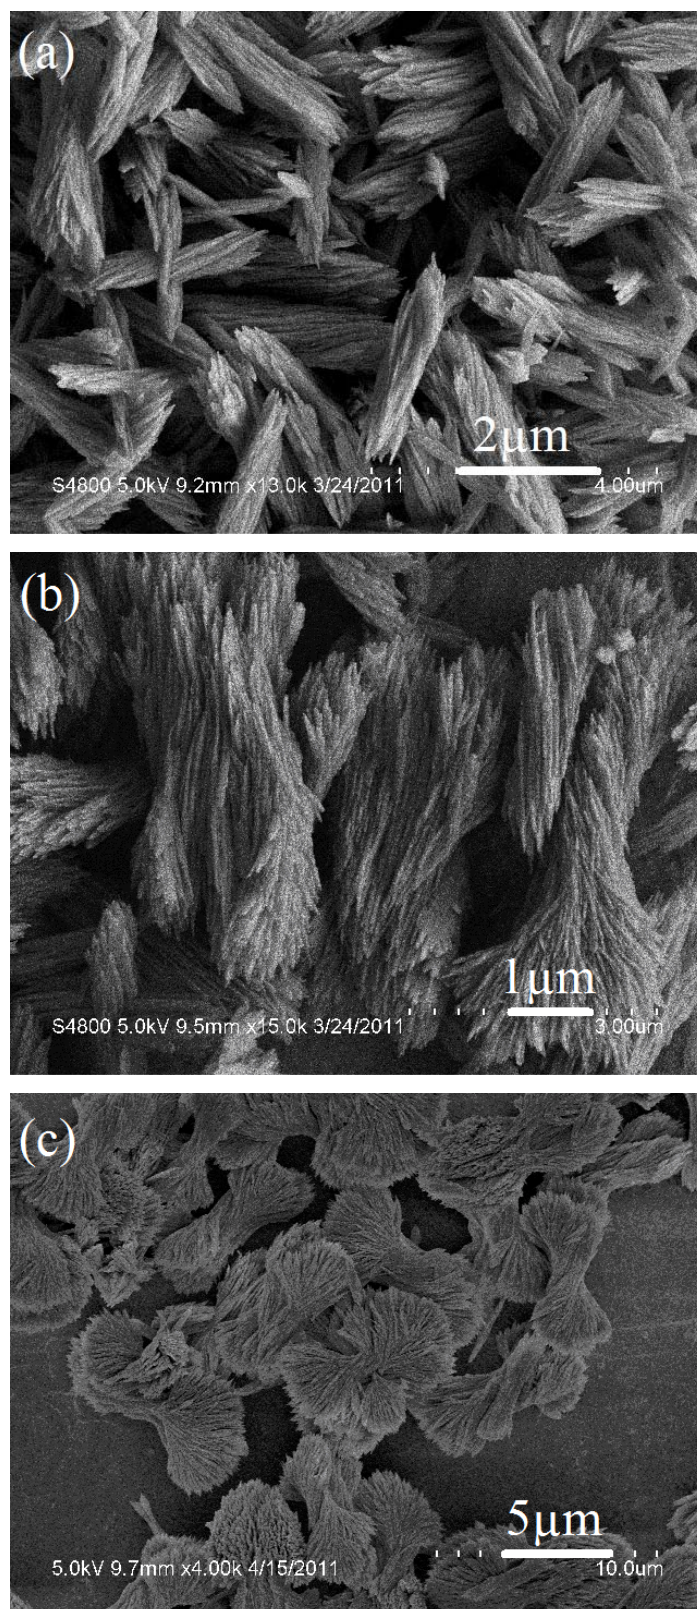 (a)
2µm
S4800 5.0kV 9.2mm x13.0k 3/24/2011 4.00um
(b)
1µm
S4800 5.0kV 9.5mm x15.0k 3/24/2011 3.00um
(c)
5µm
5.0kV 9.7mm x4.00k 4/15/2011 10.0um